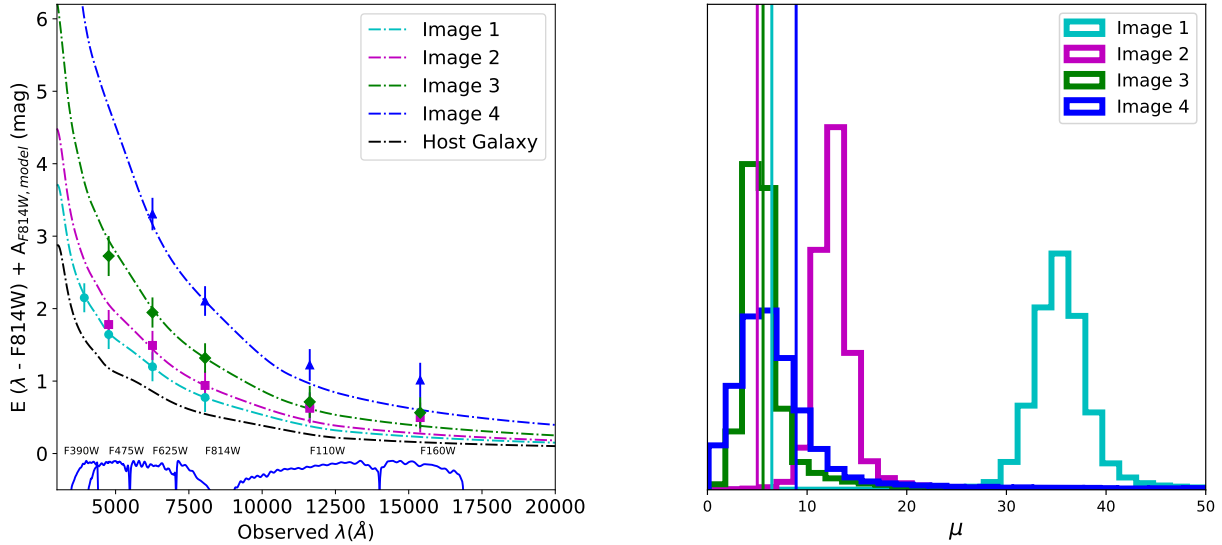 E (λ - F814W) + A_{F814W, model} (mag)
6
5
4
3
2
1
0
Image 1
Image 2
Image 3
Image 4
Host Galaxy
F390W F475W F625W F814W F110W F160W
5000 7500 10000 12500 15000 17500 20000
Observed λ(Å)
Image 1
Image 2
Image 3
Image 4
0 10 20 30 40 50
μ